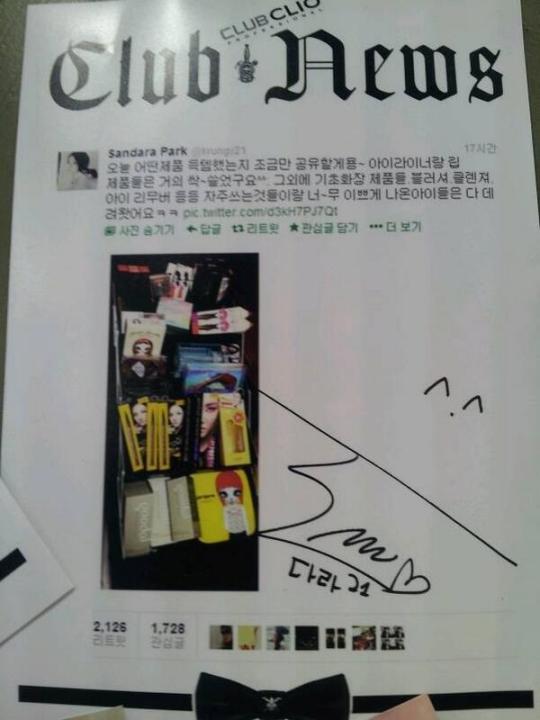 CLUB CLIO
PROFESSIONAL
Club News
Sandara Park @krungy21
17시간
오늘 어떤제품 득템했는지 조금만 공유할게용~ 아이라이너랑 립
제품들은 거의 싹~쓸었구요^^ 그외에 기초화장 제품들, 블러셔, 클렌져,
아이 리무버 등등 자주쓰는것들이랑 너~무 이쁘게 나온아이들은 다 데
려왔어요ㅋㅋ pic.twitter.com/d3kH7PJ7Qt
사진 숨기기 답글 리트윗 관심글 담기 더 보기
^.^
다라 거
2,126 1,728
리트윗 관심글